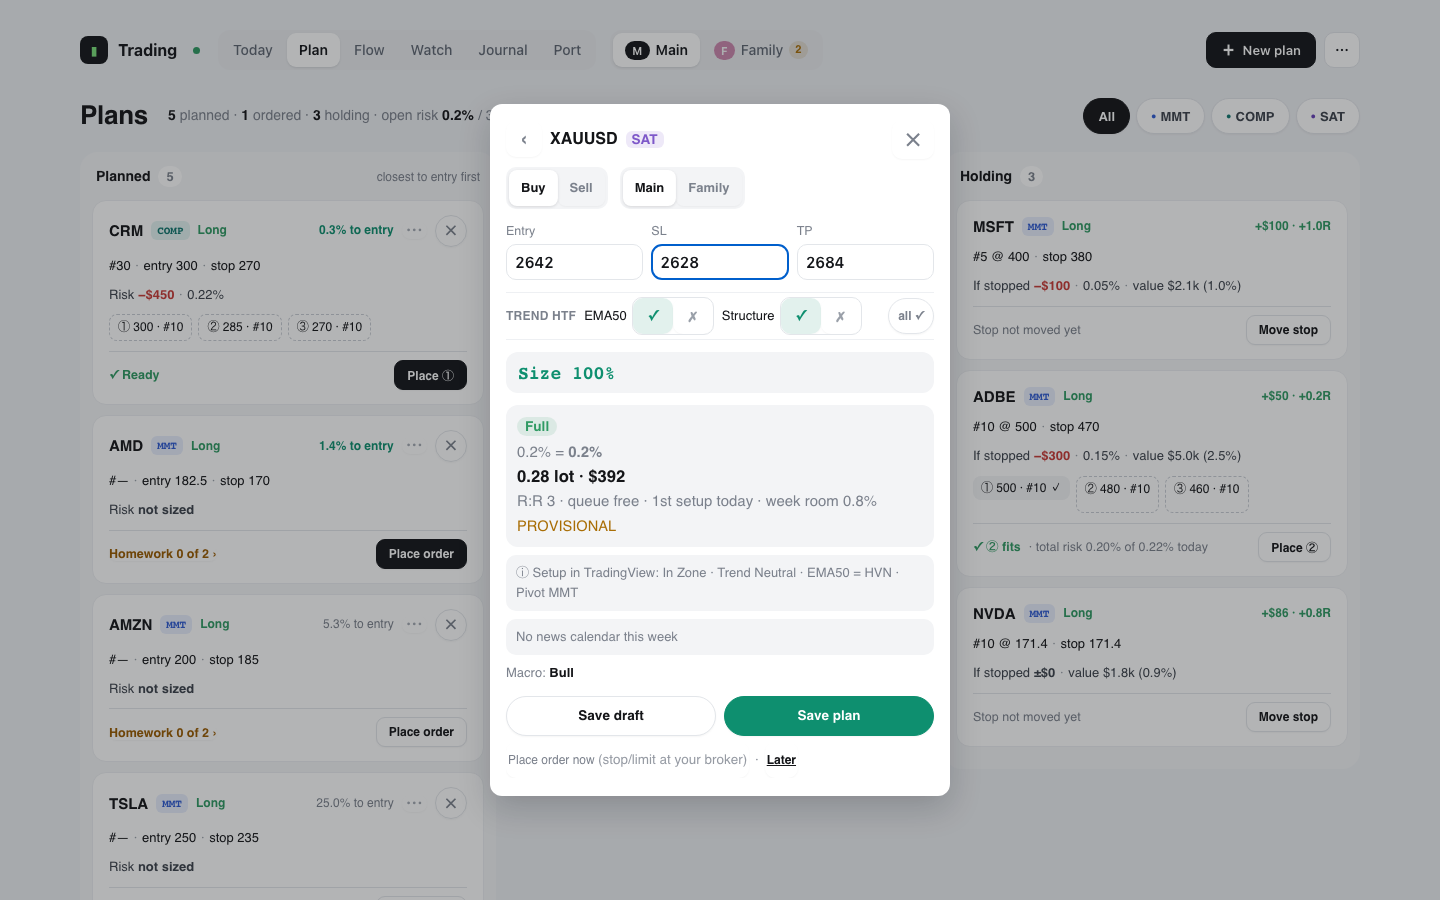 Trading
Today Plan Flow Watch Journal Port
M Main F Family 2
+ New plan ···
Plans 5 planned · 1 ordered · 3 holding · open risk 0.2% /
All • MMT • COMP • SAT
Planned 5 closest to entry first
CRM COMP Long 0.3% to entry ··· ✕
#30 · entry 300 · stop 270
Risk −$450 · 0.22%
① 300 · #10 ② 285 · #10 ③ 270 · #10
✓ Ready Place ①
AMD MMT Long 1.4% to entry ··· ✕
#— · entry 182.5 · stop 170
Risk not sized
Homework 0 of 2 › Place order
AMZN MMT Long 5.3% to entry ··· ✕
#— · entry 200 · stop 185
Risk not sized
Homework 0 of 2 › Place order
TSLA MMT Long 25.0% to entry ··· ✕
#— · entry 250 · stop 235
Risk not sized
‹ XAUUSD SAT ✕
Buy Sell Main Family
Entry SL TP
2642 2628 2684
TREND HTF EMA50 ✓ ✗ Structure ✓ ✗ all ✓
Size 100%
Full
0.2% = 0.2%
0.28 lot · $392
R:R 3 · queue free · 1st setup today · week room 0.8%
PROVISIONAL
ⓘ Setup in TradingView: In Zone · Trend Neutral · EMA50 = HVN ·
Pivot MMT
No news calendar this week
Macro: Bull
Save draft Save plan
Place order now (stop/limit at your broker) · Later
Holding 3
MSFT MMT Long +$100 · +1.0R
#5 @ 400 · stop 380
If stopped −$100 · 0.05% · value $2.1k (1.0%)
Stop not moved yet Move stop
ADBE MMT Long +$50 · +0.2R
#10 @ 500 · stop 470
If stopped −$300 · 0.15% · value $5.0k (2.5%)
① 500 · #10 ✓ ② 480 · #10 ③ 460 · #10
✓ ② fits · total risk 0.20% of 0.22% today Place ②
NVDA MMT Long +$86 · +0.8R
#10 @ 171.4 · stop 171.4
If stopped ±$0 · value $1.8k (0.9%)
Stop not moved yet Move stop